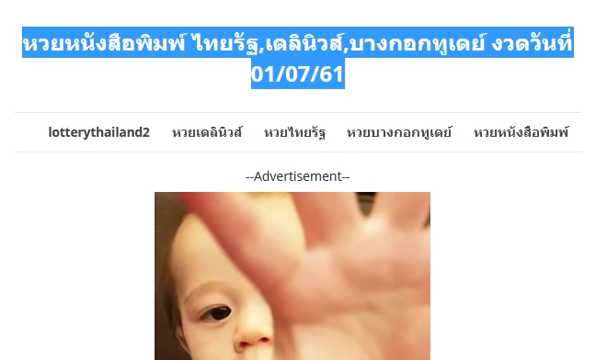 หวยหนังสือพิมพ์ ไทยรัฐ,เดลินิวส์,บางกอกทูเดย์ งวดวันที่
01/07/61
lotterythailand2 หวยเดลินิวส์ หวยไทยรัฐ หวยบางกอกทูเดย์ หวยหนังสือพิมพ์
--Advertisement--